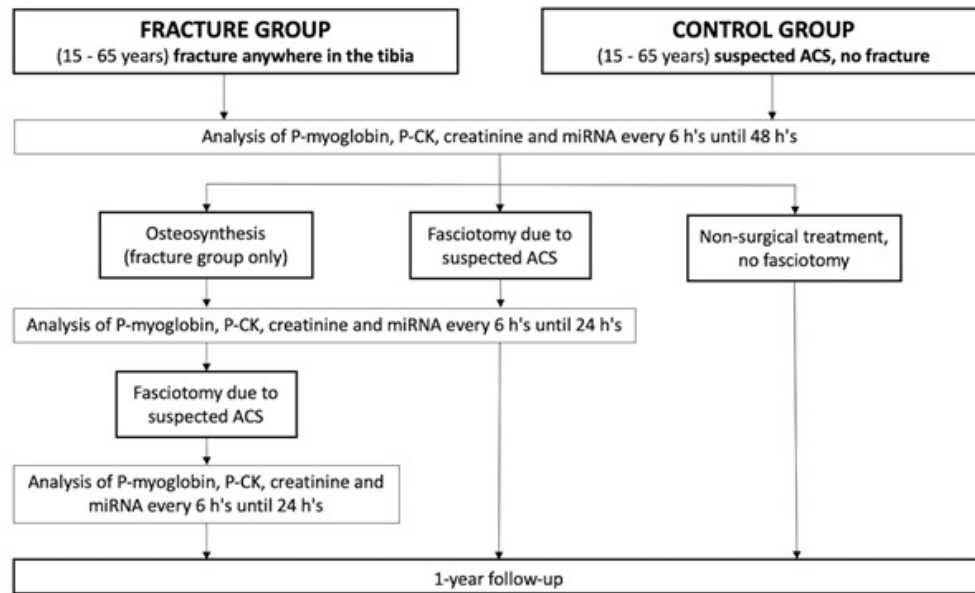 FRACTURE GROUP
(15 - 65 years) fracture anywhere in the tibia
CONTROL GROUP
(15 - 65 years) suspected ACS, no fracture
Analysis of P-myoglobin, P-CK, creatinine and miRNA every 6 h's until 48 h's
Osteosynthesis
(fracture group only)
Fasciotomy due to
suspected ACS
Non-surgical treatment,
no fasciotomy
Analysis of P-myoglobin, P-CK, creatinine and miRNA every 6 h's until 24 h's
Fasciotomy due to
suspected ACS
Analysis of P-myoglobin, P-CK, creatinine and
miRNA every 6 h's until 24 h's
1-year follow-up